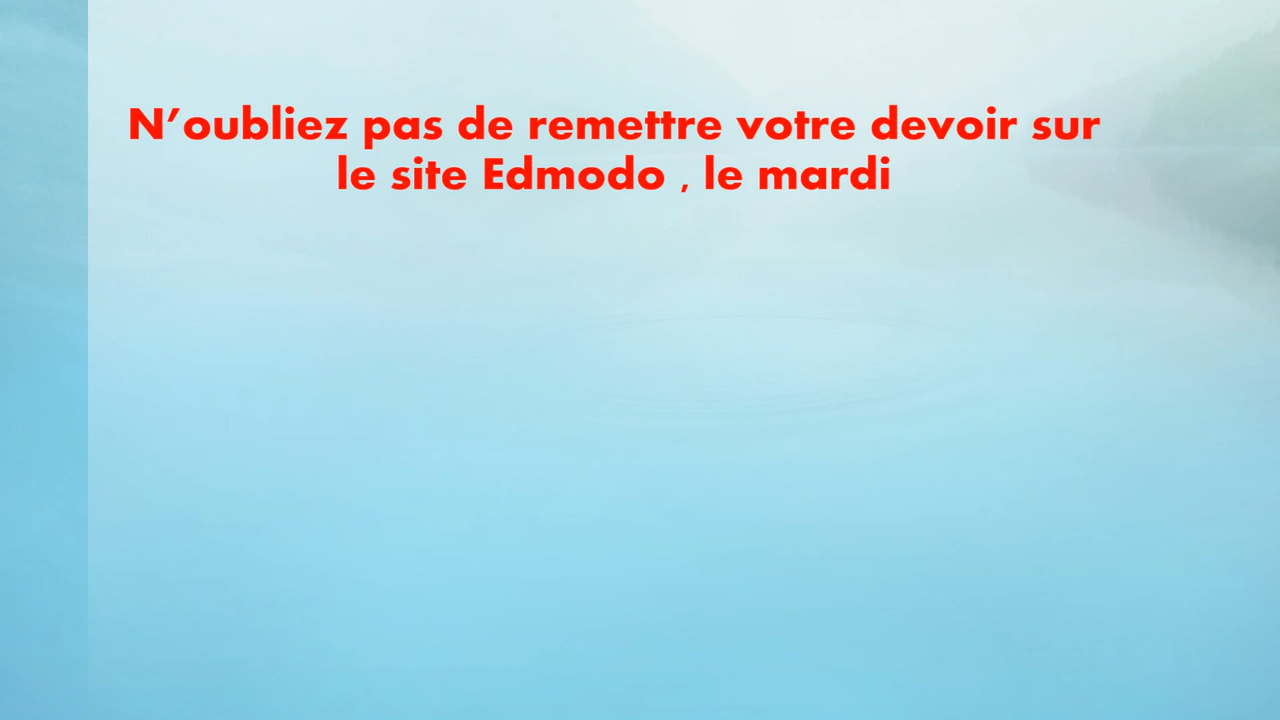 N’oubliez pas de remettre votre devoir sur
le site Edmodo , le mardi